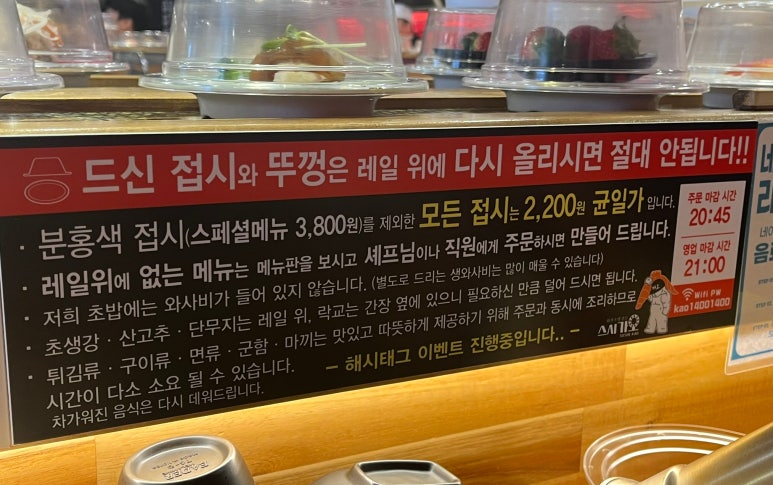 드신 접시와 뚜껑은 레일 위에 다시 올리시면 절대 안됩니다!!
· 분홍색 접시(스페셜메뉴 3,800원)를 제외한 모든 접시는 2,200원 균일가 입니다.
· 레일위에 없는 메뉴는 메뉴판을 보시고 셰프님이나 직원에게 주문하시면 만들어 드립니다.
· 저희 초밥에는 와사비가 들어 있지 않습니다. (별도로 드리는 생와사비는 많이 매울 수 있습니다)
· 초생강 · 산고추 · 단무지는 레일 위, 락교는 간장 옆에 있으니 필요하신 만큼 덜어 드시면 됩니다.
· 튀김류 · 구이류 · 면류 · 군함 · 마끼는 맛있고 따뜻하게 제공하기 위해 주문과 동시에 조리하므로
시간이 다소 소요 될 수 있습니다.
차가워진 음식은 다시 데워드립니다.
- 해시태그 이벤트 진행중입니다.. -
주문 마감 시간
20:45
영업 마감 시간
21:00
Wifi PW
kao14001400
스시가오
네
리
네이
음료